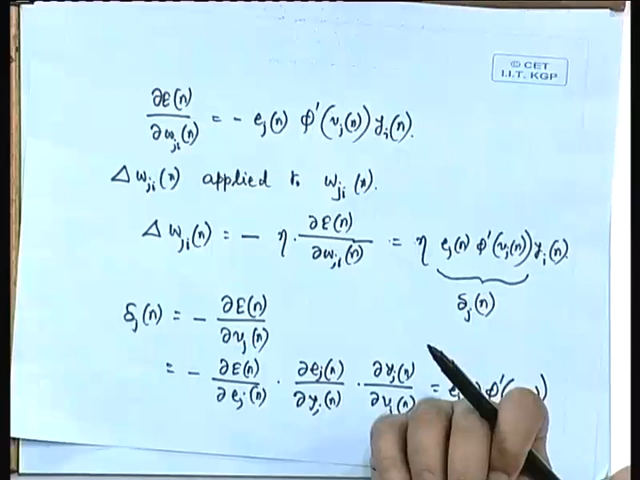 © CET
I.I.T. KGP
∂ℰ(n)/∂w_ji(n) = - e_j(n) φ'(v_j(n)) y_i(n).
Δw_ji(n) applied to w_ji(n).
Δw_ji(n) = - η · ∂ℰ(n)/∂w_ji(n) = η e_j(n) φ'(v_j(n)) y_i(n).
δ_j(n)
δ_j(n) = - ∂ℰ(n)/∂v_j(n)
= - ∂ℰ(n)/∂e_j(n) · ∂e_j(n)/∂y_j(n) · ∂y_j(n)/∂v_j(n) =